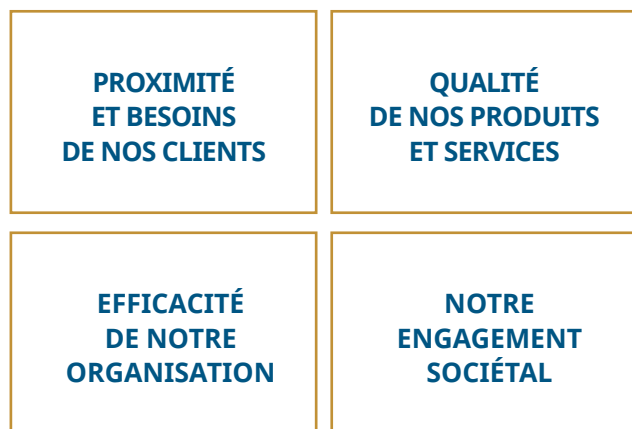 PROXIMITÉ
ET BESOINS
DE NOS CLIENTS
QUALITÉ
DE NOS PRODUITS
ET SERVICES
EFFICACITÉ
DE NOTRE
ORGANISATION
NOTRE
ENGAGEMENT
SOCIÉTAL